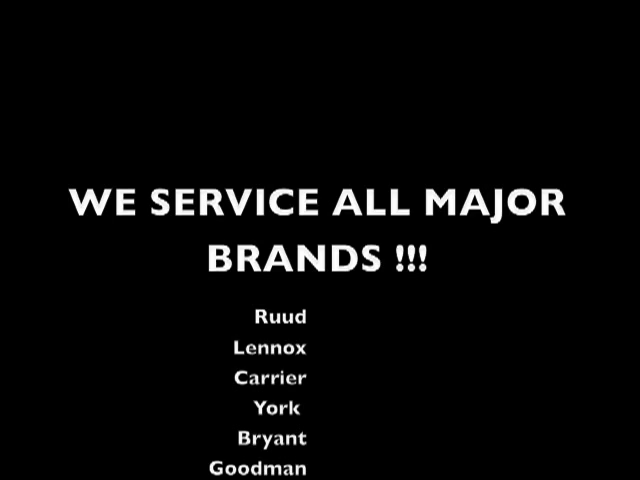 WE SERVICE ALL MAJOR
BRANDS !!!
Ruud
Lennox
Carrier
York
Bryant
Goodman